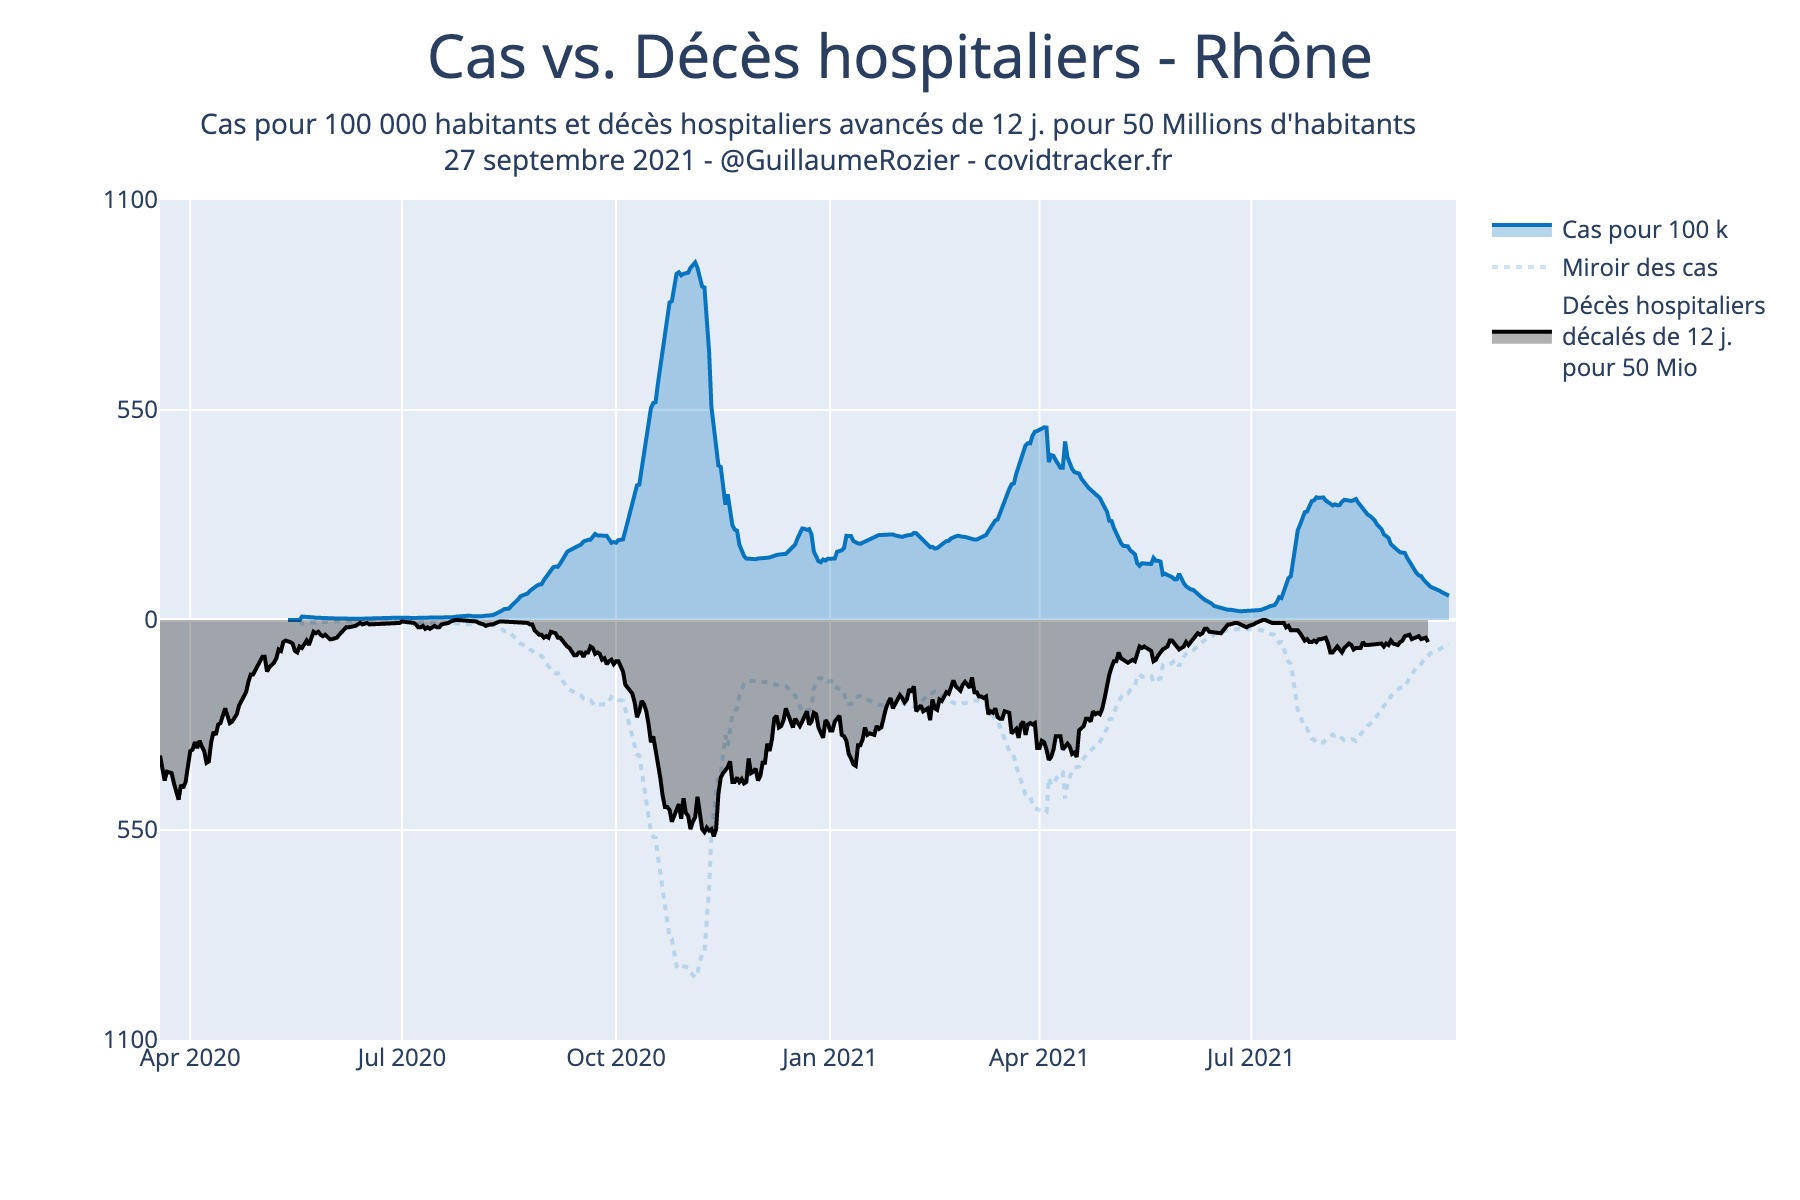 Cas vs. Décès hospitaliers - Rhône
Cas pour 100 000 habitants et décès hospitaliers avancés de 12 j. pour 50 Millions d'habitants
27 septembre 2021 - @GuillaumeRozier - covidtracker.fr
1100
550
0
550
1100
Apr 2020
Jul 2020
Oct 2020
Jan 2021
Apr 2021
Jul 2021
Cas pour 100 k
Miroir des cas
Décès hospitaliers
décalés de 12 j.
pour 50 Mio